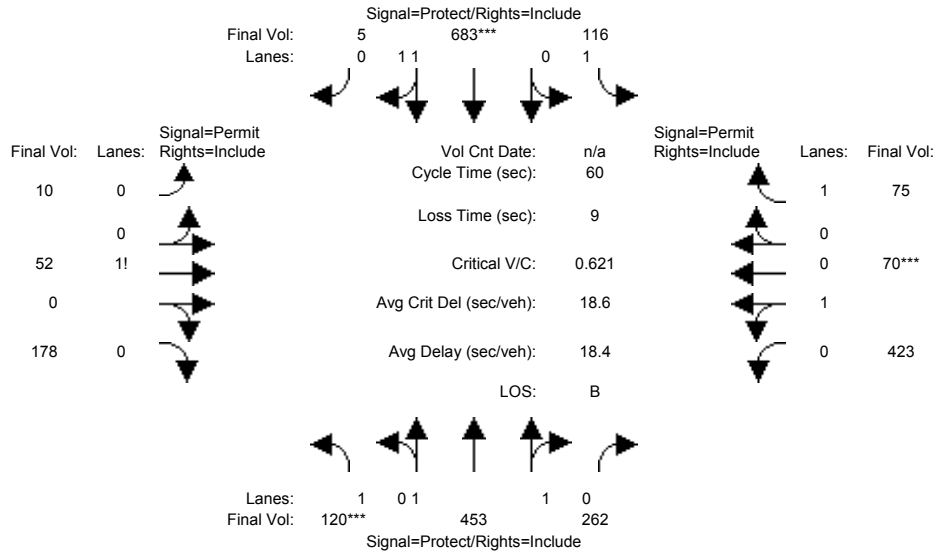 Signal=Protect/Rights=Include
Final Vol: 5 683*** 116
Lanes: 0 1 1 0 1
Signal=Permit Signal=Permit
Final Vol: Lanes: Rights=Include Vol Cnt Date: n/a Rights=Include Lanes: Final Vol:
Cycle Time (sec): 60
10 0 1 75
Loss Time (sec): 9
0 0
52 1! Critical V/C: 0.621 0 70***
0 Avg Crit Del (sec/veh): 18.6 1
178 0 Avg Delay (sec/veh): 18.4 0 423
LOS: B
Lanes: 1 0 1 1 0
Final Vol: 120*** 453 262
Signal=Protect/Rights=Include